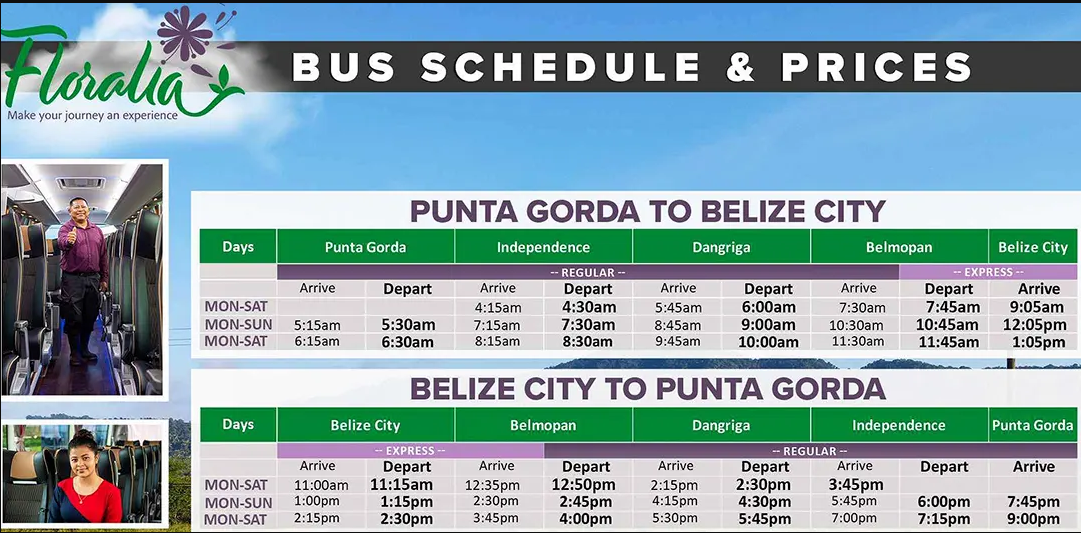 Floralia
Make your journey an experience
BUS SCHEDULE & PRICES
PUNTA GORDA TO BELIZE CITY
Days Punta Gorda Independence Dangriga Belmopan Belize City
-- REGULAR -- -- EXPRESS --
Arrive Depart Arrive Depart Arrive Depart Arrive Depart Arrive
MON-SAT 4:15am 4:30am 5:45am 6:00am 7:30am 7:45am 9:05am
MON-SUN 5:15am 5:30am 7:15am 7:30am 8:45am 9:00am 10:30am 10:45am 12:05pm
MON-SAT 6:15am 6:30am 8:15am 8:30am 9:45am 10:00am 11:30am 11:45am 1:05pm
BELIZE CITY TO PUNTA GORDA
Days Belize City Belmopan Dangriga Independence Punta Gorda
-- EXPRESS -- -- REGULAR --
Arrive Depart Arrive Depart Arrive Depart Arrive Depart Arrive
MON-SAT 11:00am 11:15am 12:35pm 12:50pm 2:15pm 2:30pm 3:45pm
MON-SUN 1:00pm 1:15pm 2:30pm 2:45pm 4:15pm 4:30pm 5:45pm 6:00pm 7:45pm
MON-SAT 2:15pm 2:30pm 3:45pm 4:00pm 5:30pm 5:45pm 7:00pm 7:15pm 9:00pm